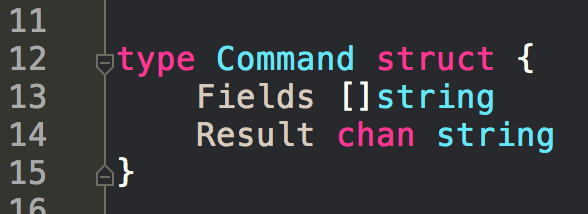 11
12 type Command struct {
13 Fields []string
14 Result chan string
15 }
16